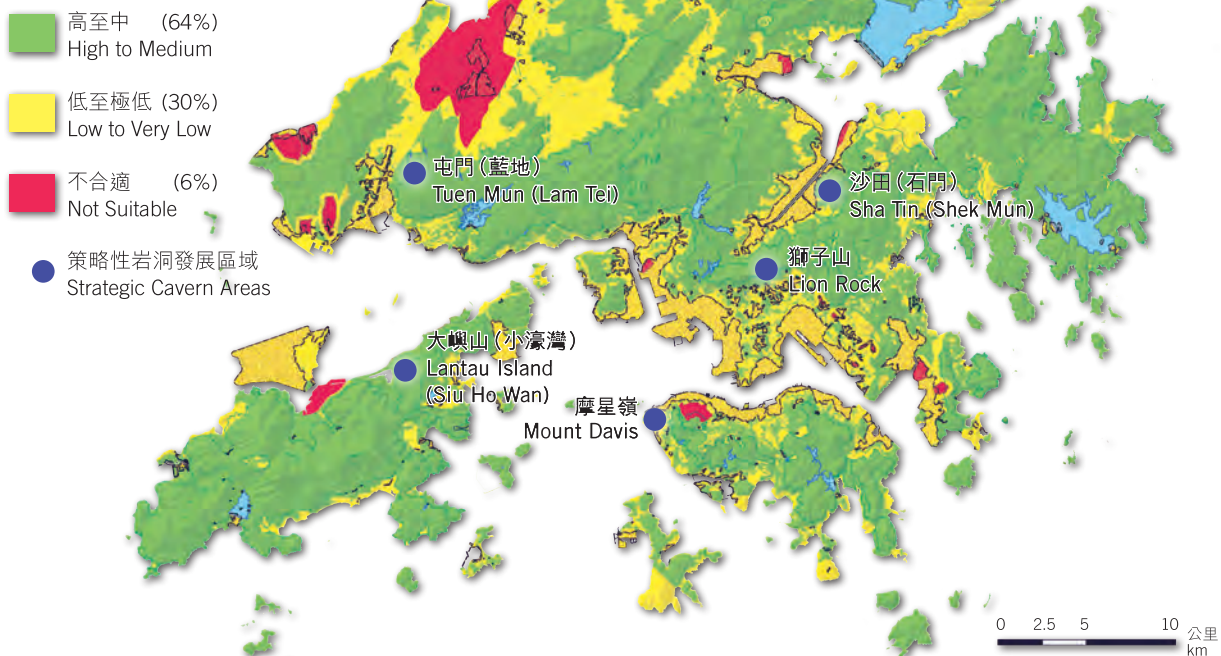 高至中 (64%)
High to Medium
低至極低 (30%)
Low to Very Low
不合適 (6%)
Not Suitable
策略性岩洞發展區域
Strategic Cavern Areas
屯門(藍地)
Tuen Mun (Lam Tei)
沙田(石門)
Sha Tin (Shek Mun)
獅子山
Lion Rock
大嶼山(小濠灣)
Lantau Island
(Siu Ho Wan)
摩星嶺
Mount Davis
0 2.5 5 10 公里
km